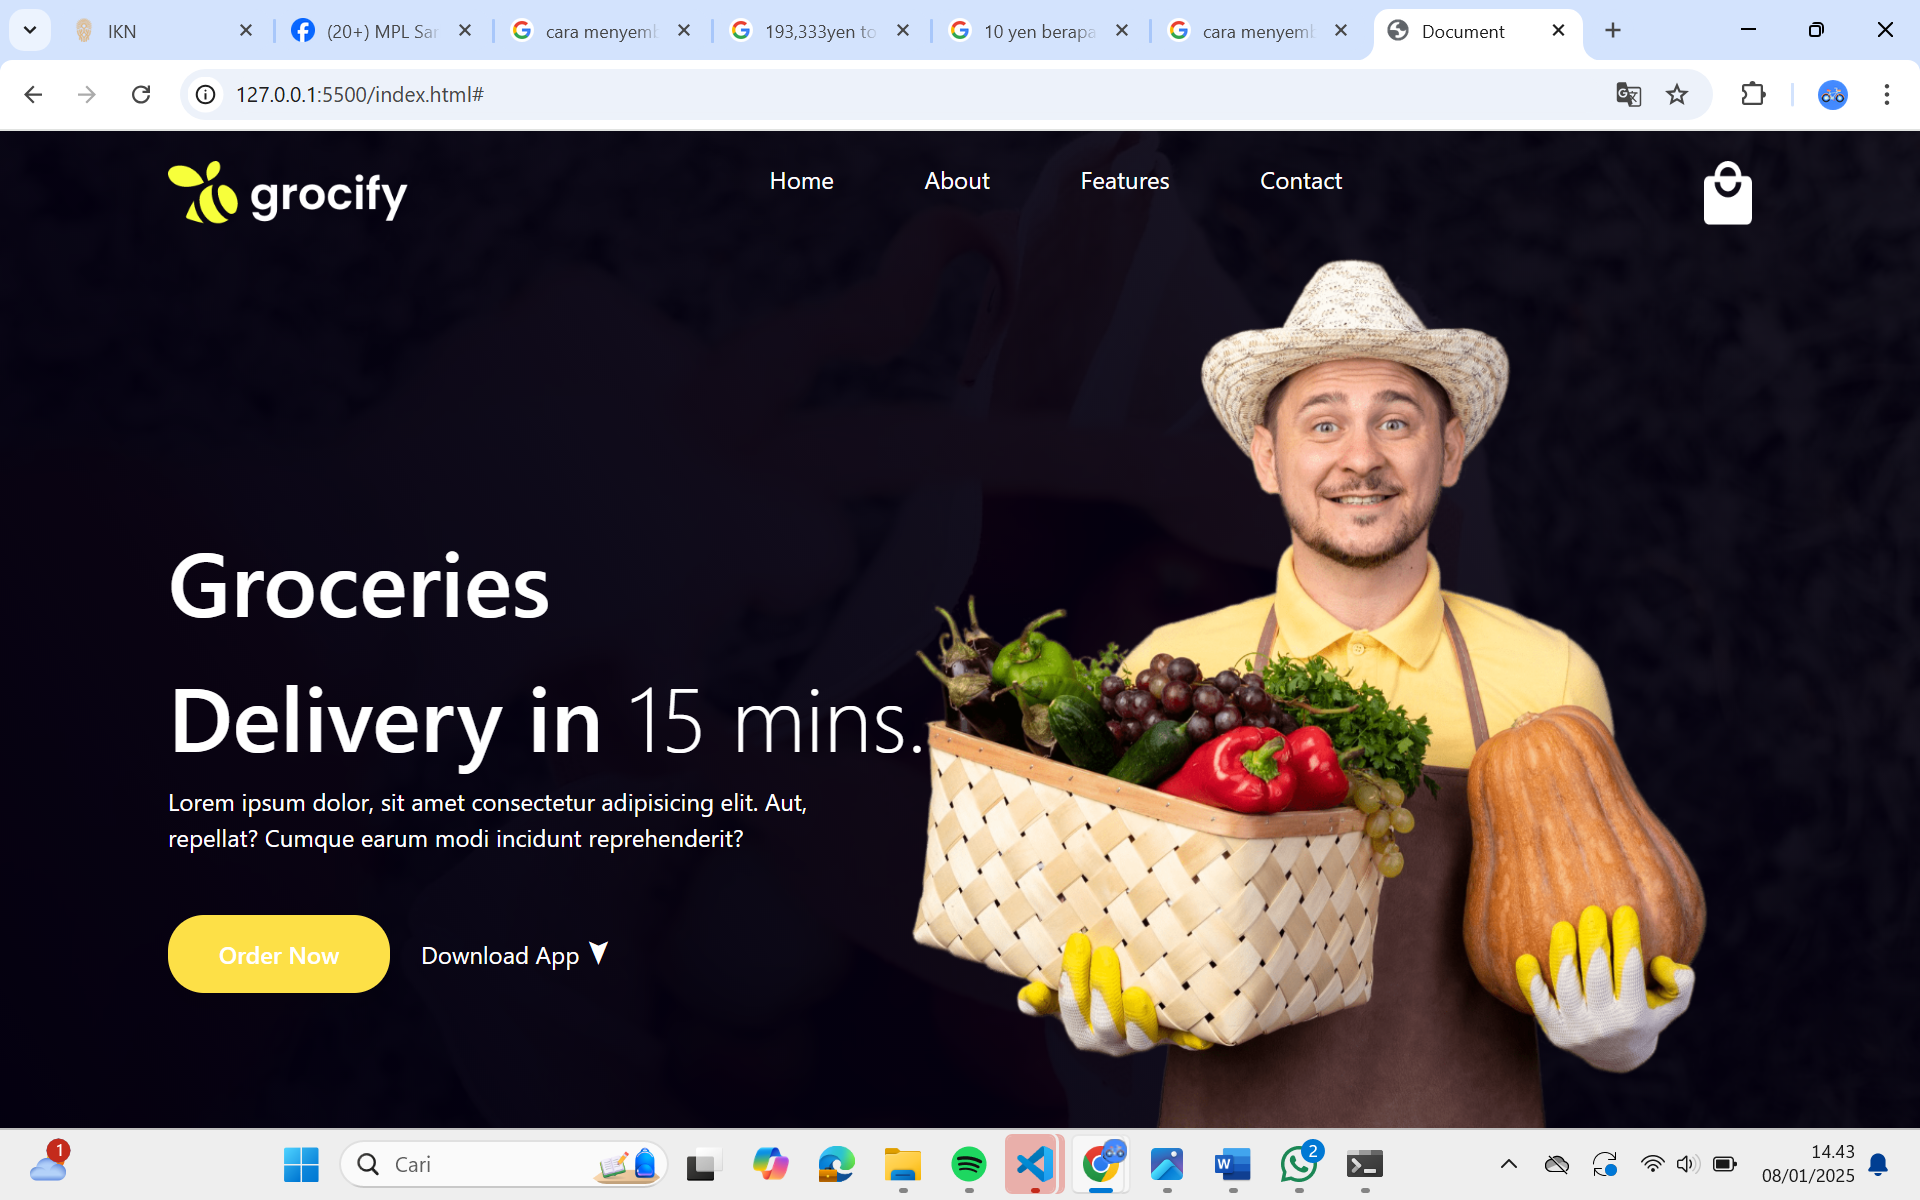 IKN
(20+) MPL Sar
cara menyemb
193,333yen to
10 yen berapa
cara menyemb
Document
127.0.0.1:5500/index.html#
grocify
Home
About
Features
Contact
Groceries
Delivery in 15 mins.
Lorem ipsum dolor, sit amet consectetur adipisicing elit. Aut,
repellat? Cumque earum modi incidunt reprehenderit?
Order Now
Download App
1
Cari
2
14.43
08/01/2025